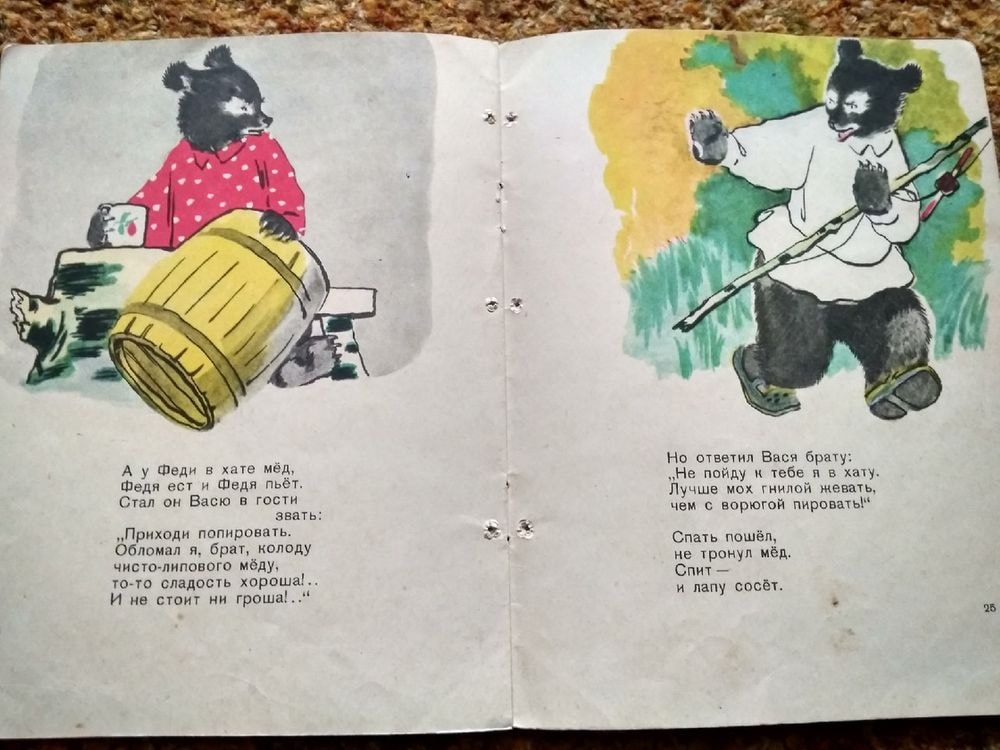 А у Феди в хате мёд,
Федя ест и Федя пьёт.
Стал он Васю в гости
звать:
„Приходи попировать.
Обломал я, брат, колоду
чисто-липового мёду,
то-то сладость хороша!..
И не стоит ни гроша!..“
Но ответил Вася брату:
„Не пойду к тебе я в хату.
Лучше мох гнилой жевать,
чем с ворюгой пировать!“
Спать пошёл,
не тронул мёд.
Спит —
и лапу сосёт.
25